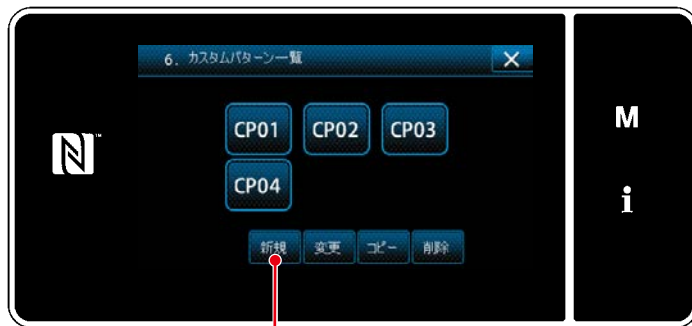 6. カスタムパターン一覧
CP01 CP02 CP03
CP04
新規 変更 コピー 削除
M
i